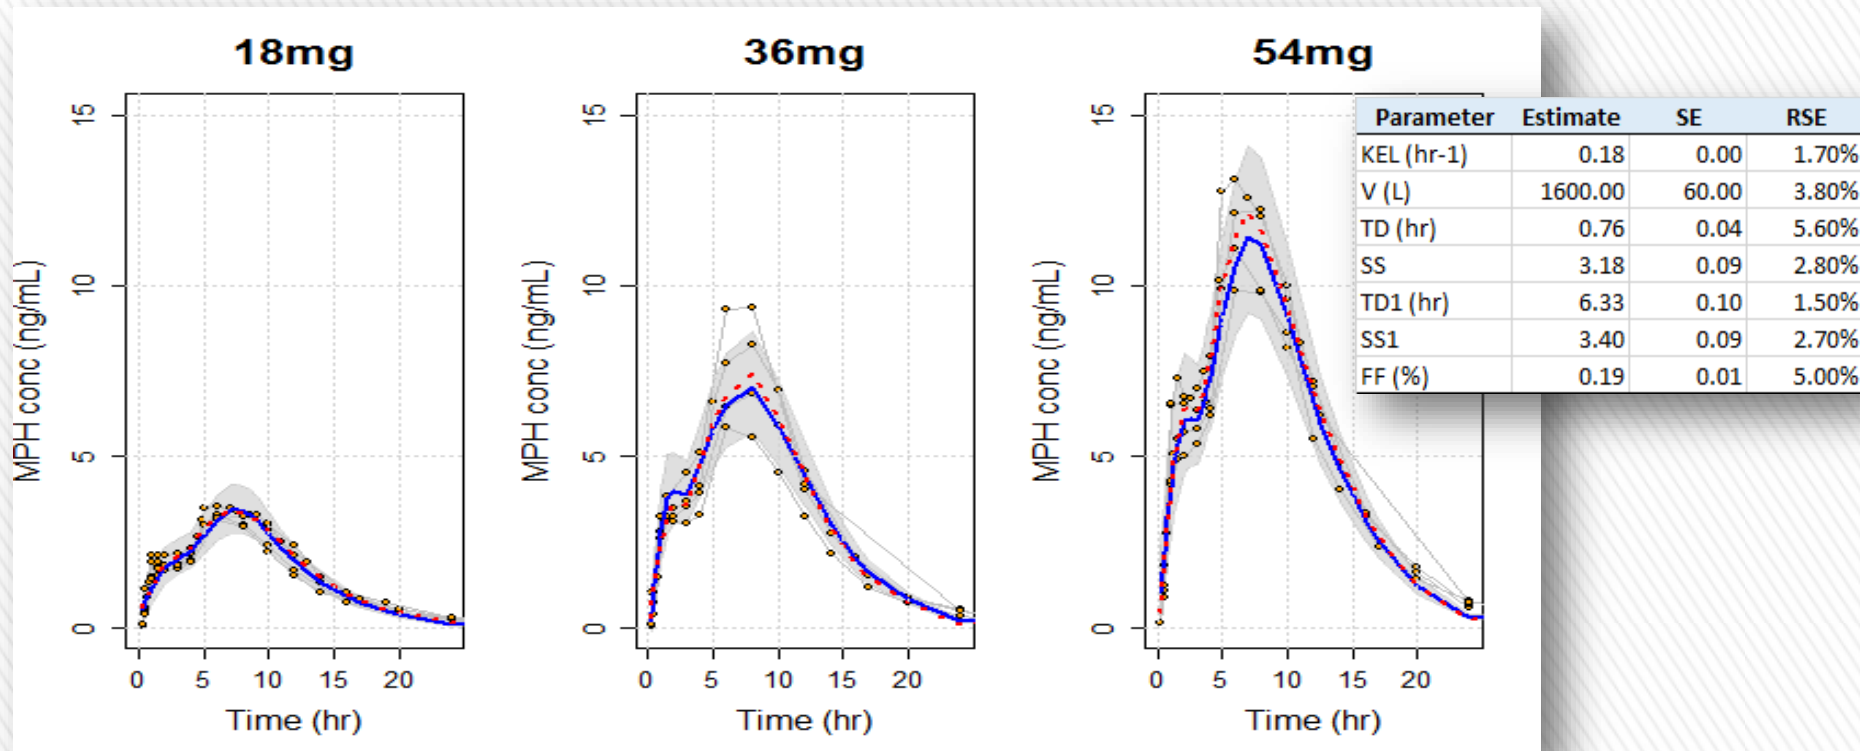 18mg
36mg
54mg
MPH conc (ng/mL)
15
10
5
0
0 5 10 15 20
Time (hr)
MPH conc (ng/mL)
15
10
5
0
0 5 10 15 20
Time (hr)
MPH conc (ng/mL)
15
10
5
0
0 5 10 15 20
Time (hr)
Parameter Estimate SE RSE
KEL (hr-1) 0.18 0.00 1.70%
V (L) 1600.00 60.00 3.80%
TD (hr) 0.76 0.04 5.60%
SS 3.18 0.09 2.80%
TD1 (hr) 6.33 0.10 1.50%
SS1 3.40 0.09 2.70%
FF (%) 0.19 0.01 5.00%